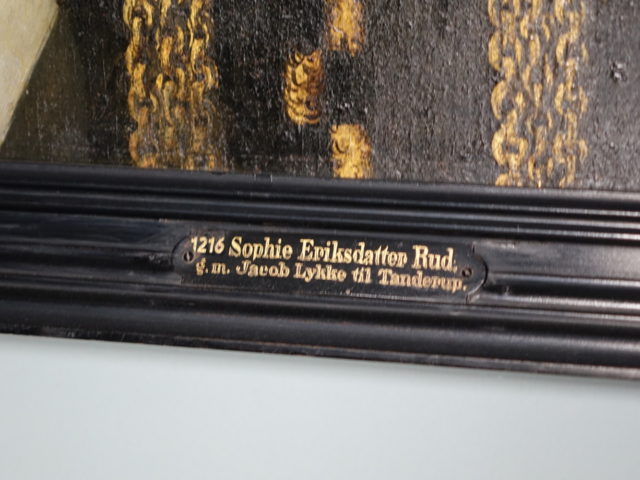 1216 Sophie Eriksdatter Rud.
g. m. Jacob Lykke til Tanderup.